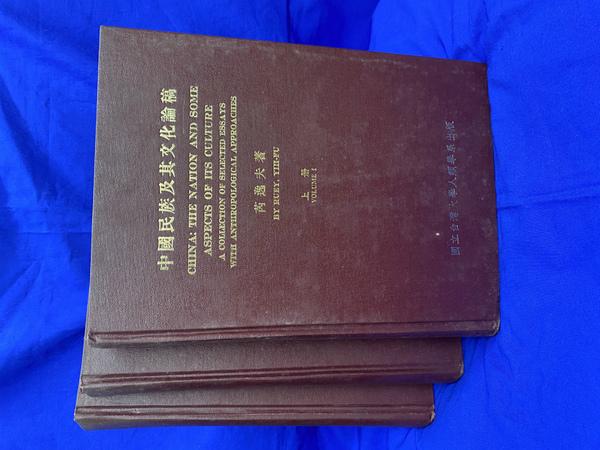 中國民族及其文化論稿
CHINA: THE NATION AND SOME
ASPECTS OF ITS CULTURE
A COLLECTION OF SELECTED ESSAYS
WITH ANTHROPOLOGICAL APPROACHES
芮逸夫著
BY RUEY, YIH-FU
上冊
VOLUME I
國立台灣大學人類學系出版